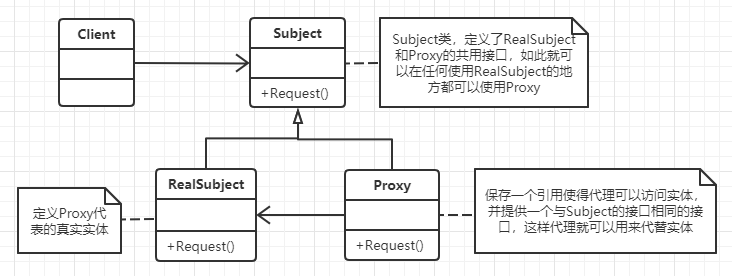 Client
Subject
+Request()
Subject类，定义了RealSubject
和Proxy的共用接口，如此就可
以在任何使用RealSubject的地
方都可以使用Proxy
定义Proxy代
表的真实实体
RealSubject
+Request()
Proxy
+Request()
保存一个引用使得代理可以访问实体，
并提供一个与Subject的接口相同的接
口，这样代理就可以用来代替实体